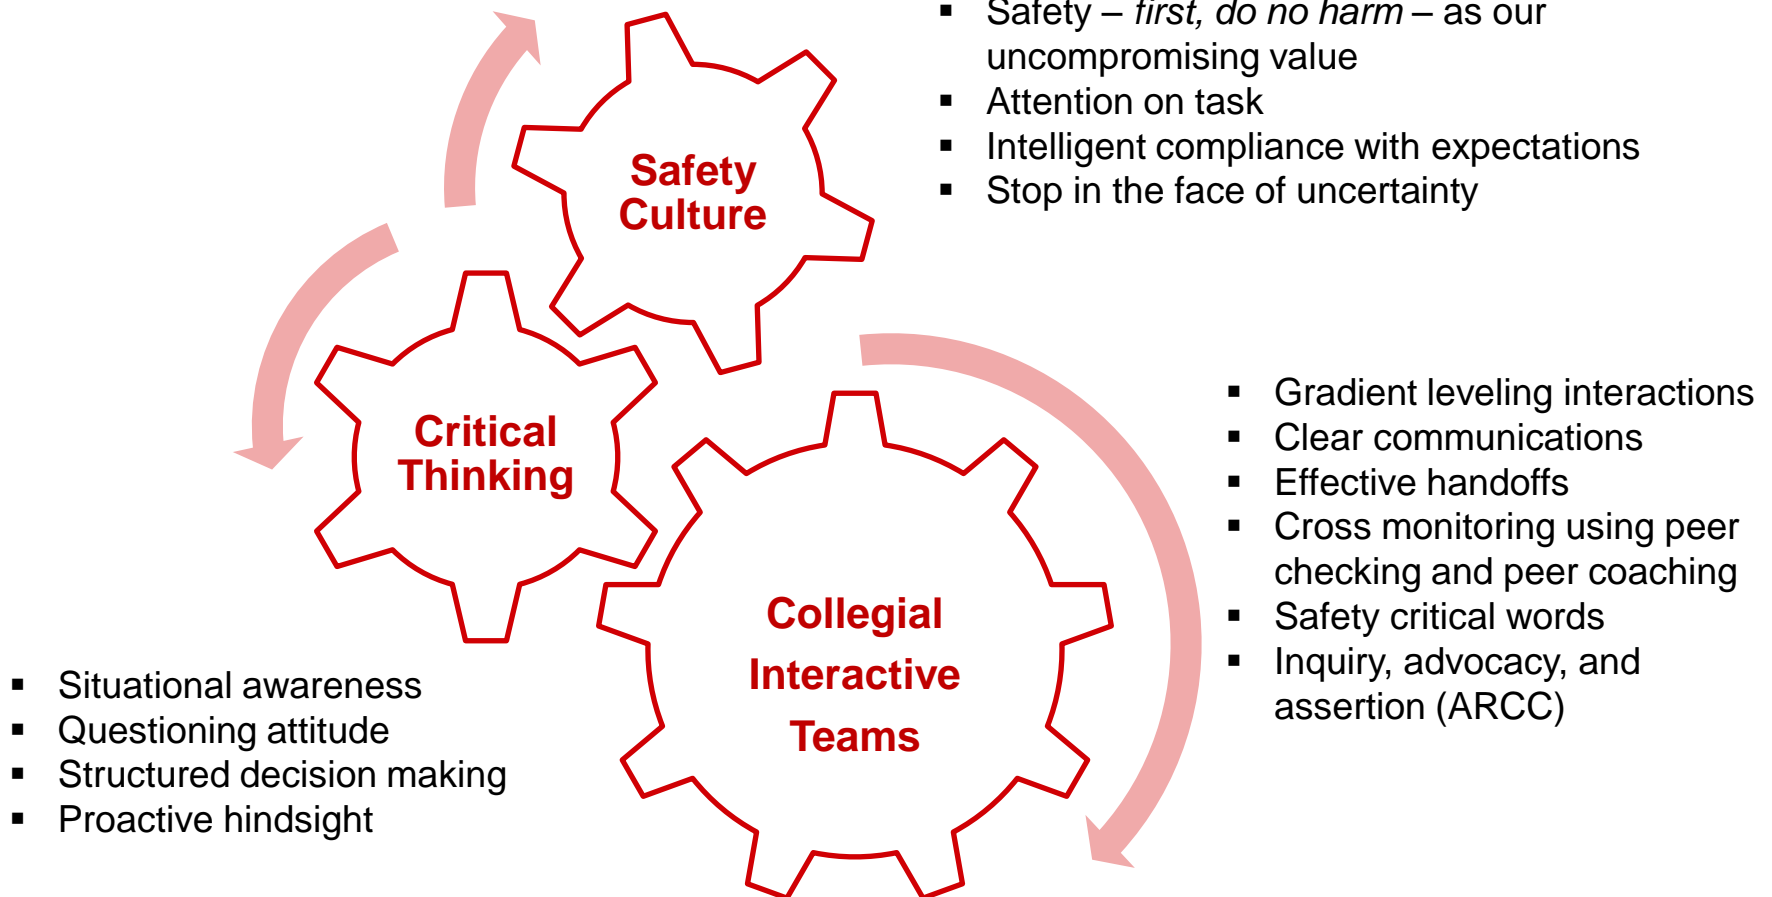 ▪ Safety – first, do no harm – as our
uncompromising value
▪ Attention on task
▪ Intelligent compliance with expectations
▪ Stop in the face of uncertainty
Safety
Culture
Critical
Thinking
▪ Gradient leveling interactions
▪ Clear communications
▪ Effective handoffs
▪ Cross monitoring using peer
checking and peer coaching
▪ Safety critical words
▪ Inquiry, advocacy, and
assertion (ARCC)
Collegial
Interactive
Teams
▪ Situational awareness
▪ Questioning attitude
▪ Structured decision making
▪ Proactive hindsight